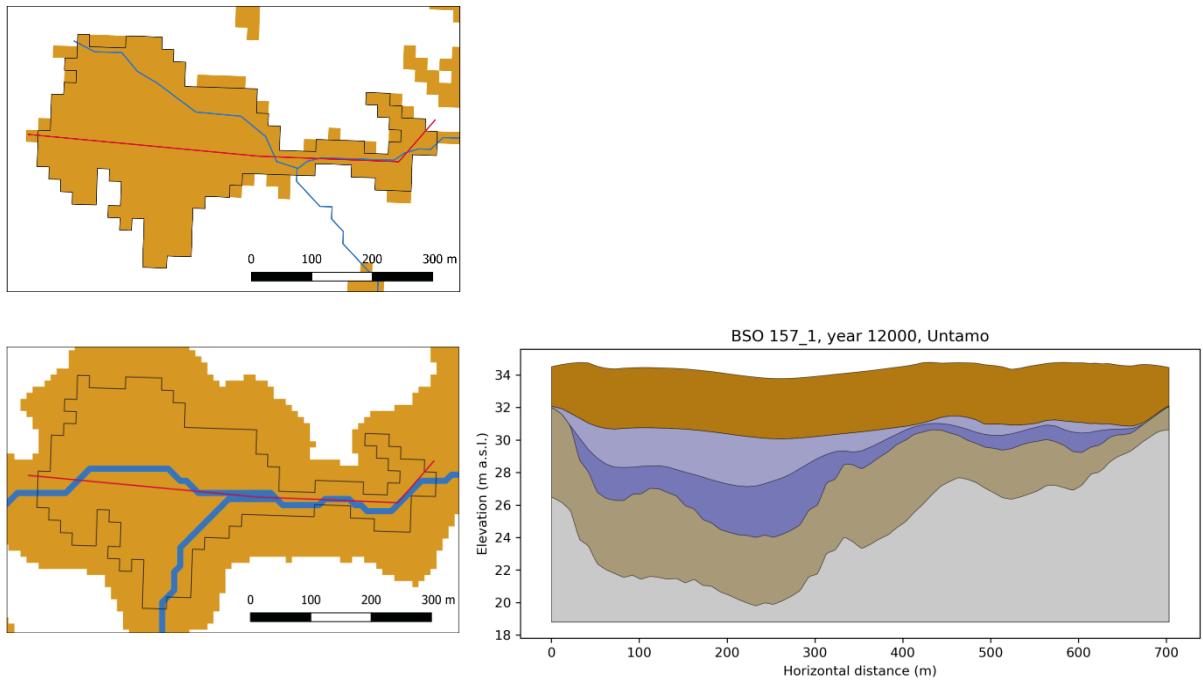 0 100 200 300 m
0 100 200 300 m
BSO 157_1, year 12000, Untamo
Elevation (m a.s.l.)
34
32
30
28
26
24
22
20
18
0 100 200 300 400 500 600 700
Horizontal distance (m)